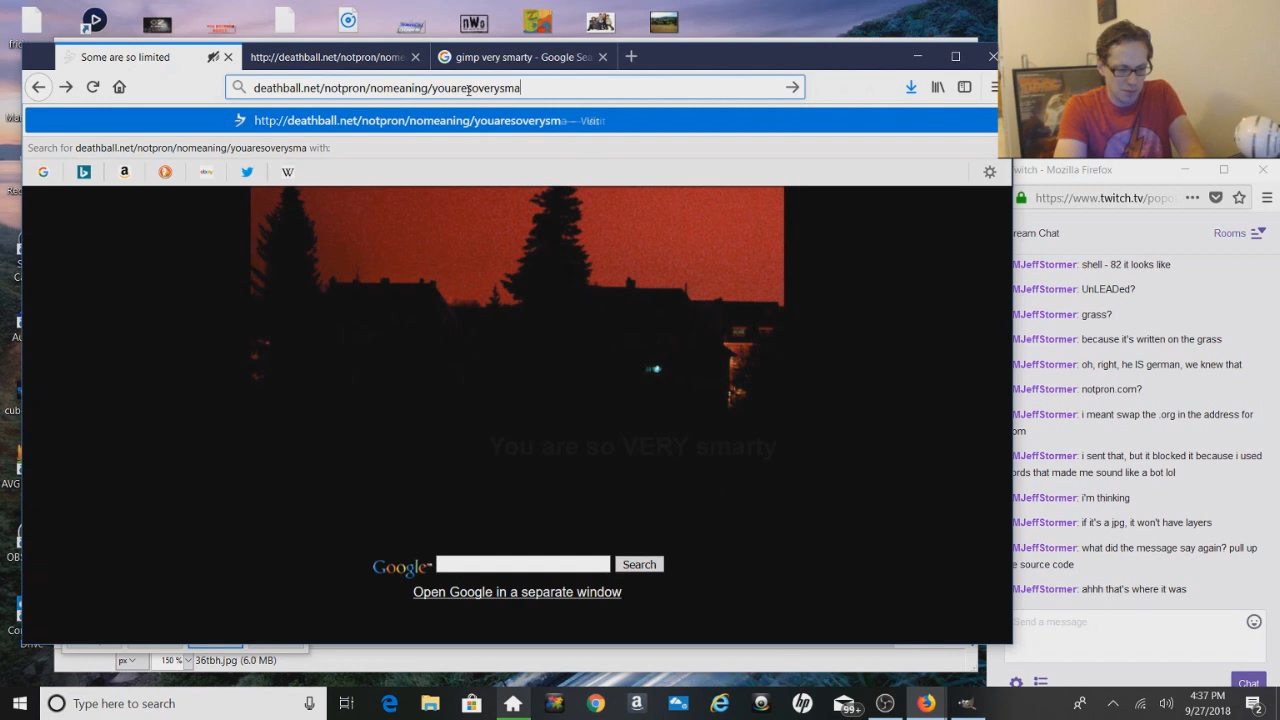 Some are so limited
http://deathball.net/notpron/nome
gimp very smarty - Google Sea
deathball.net/notpron/nomeaning/youaresoverysma
http://deathball.net/notpron/nomeaning/youaresoverysma — Visit
Search for deathball.net/notpron/nomeaning/youaresoverysma with:
ebay
You are so VERY smarty
Google
Search
Open Google in a separate window
px
150 %
36tbh.jpg (6.0 MB)
witch - Mozilla Firefox
https://www.twitch.tv/popo
ream Chat
Rooms
MJeffStormer: shell - 82 it looks like
MJeffStormer: UnLEADed?
MJeffStormer: grass?
MJeffStormer: because it's written on the grass
MJeffStormer: oh, right, he IS german, we knew that
MJeffStormer: notpron.com?
MJeffStormer: i meant swap the .org in the address for
om
MJeffStormer: i sent that, but it blocked it because i used
ords that made me sound like a bot lol
MJeffStormer: i'm thinking
MJeffStormer: if it's a jpg, it won't have layers
MJeffStormer: what did the message say again? pull up
e source code
MJeffStormer: ahhh that's where it was
Send a message
Chat
Type here to search
99+
4:37 PM
9/27/2018
2